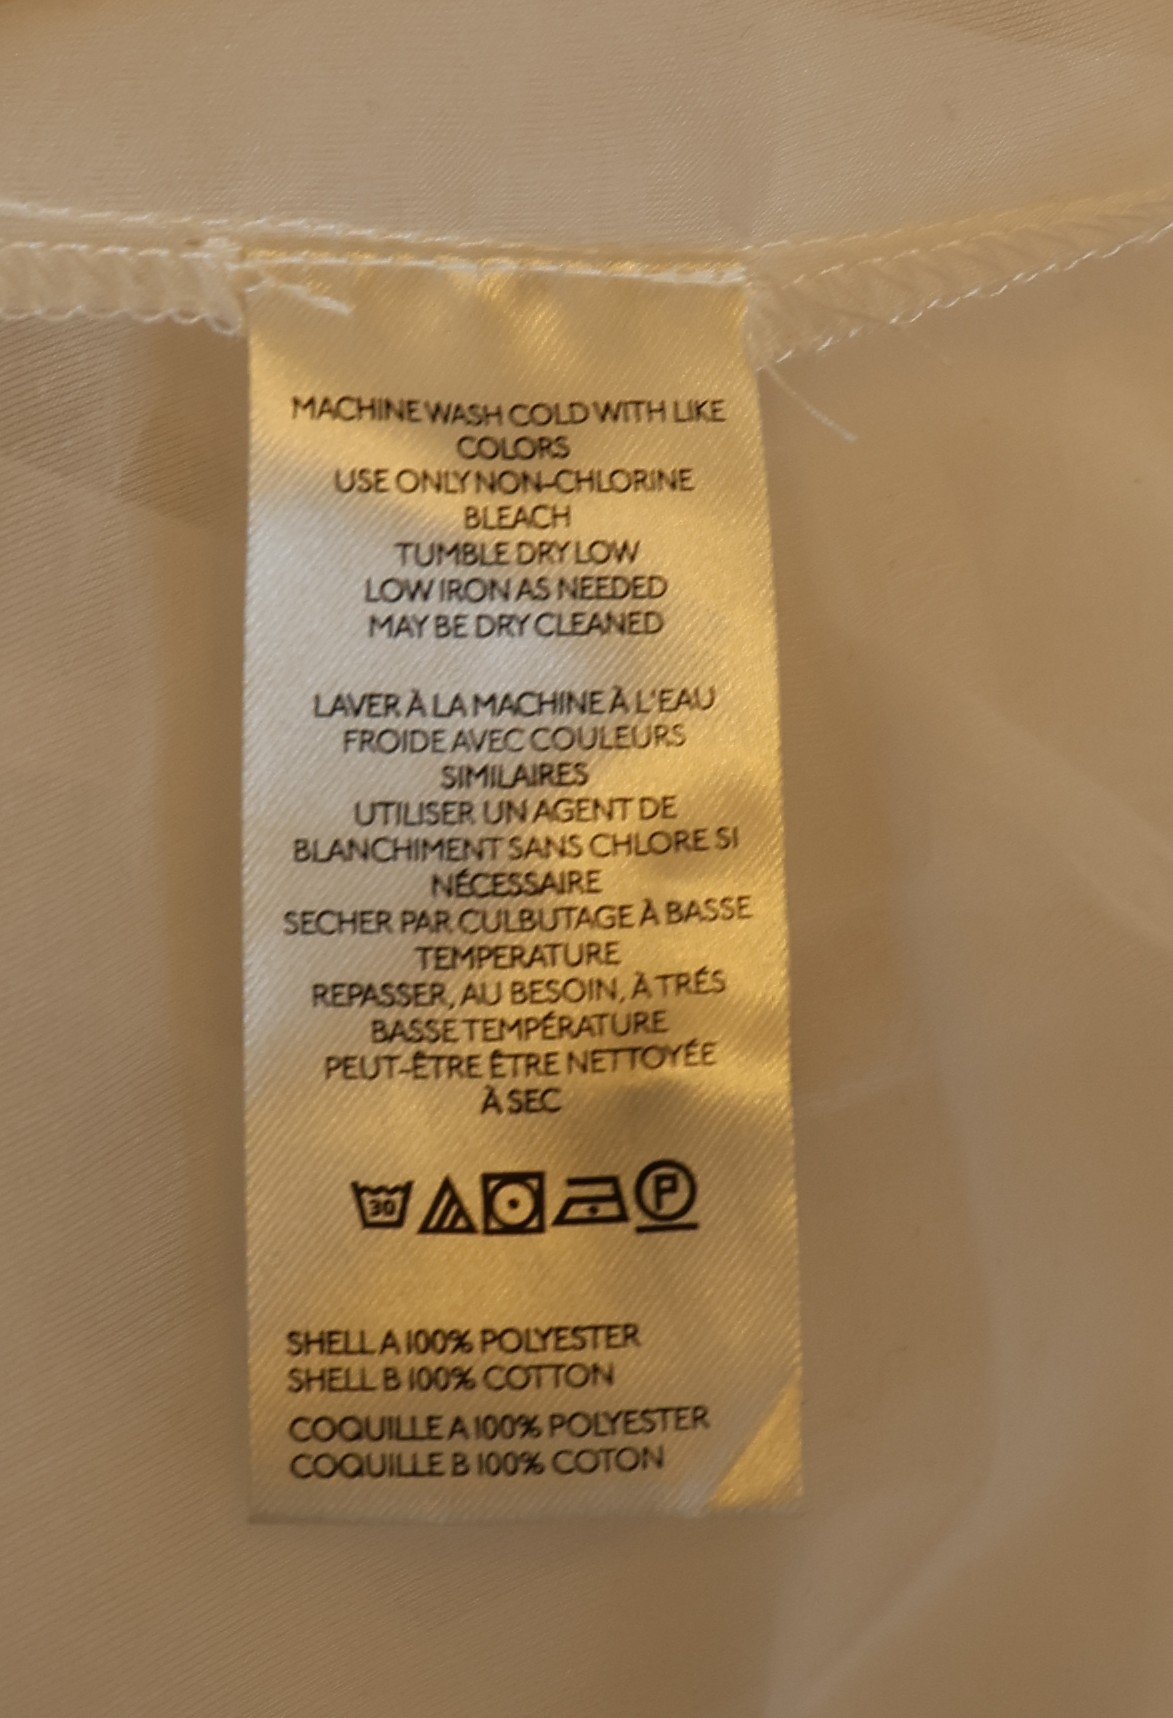 MACHINE WASH COLD WITH LIKE
COLORS
USE ONLY NON-CHLORINE
BLEACH
TUMBLE DRY LOW
LOW IRON AS NEEDED
MAY BE DRY CLEANED
LAVER À LA MACHINE À L'EAU
FROIDE AVEC COULEURS
SIMILAIRES
UTILISER UN AGENT DE
BLANCHIMENT SANS CHLORE SI
NÉCESSAIRE
SECHER PAR CULBUTAGE À BASSE
TEMPERATURE
REPASSER, AU BESOIN, À TRÉS
BASSE TEMPÉRATURE
PEUT-ÊTRE ÊTRE NETTOYÉE
À SEC
30 P
SHELL A 100% POLYESTER
SHELL B 100% COTTON
COQUILLE A 100% POLYESTER
COQUILLE B 100% COTON